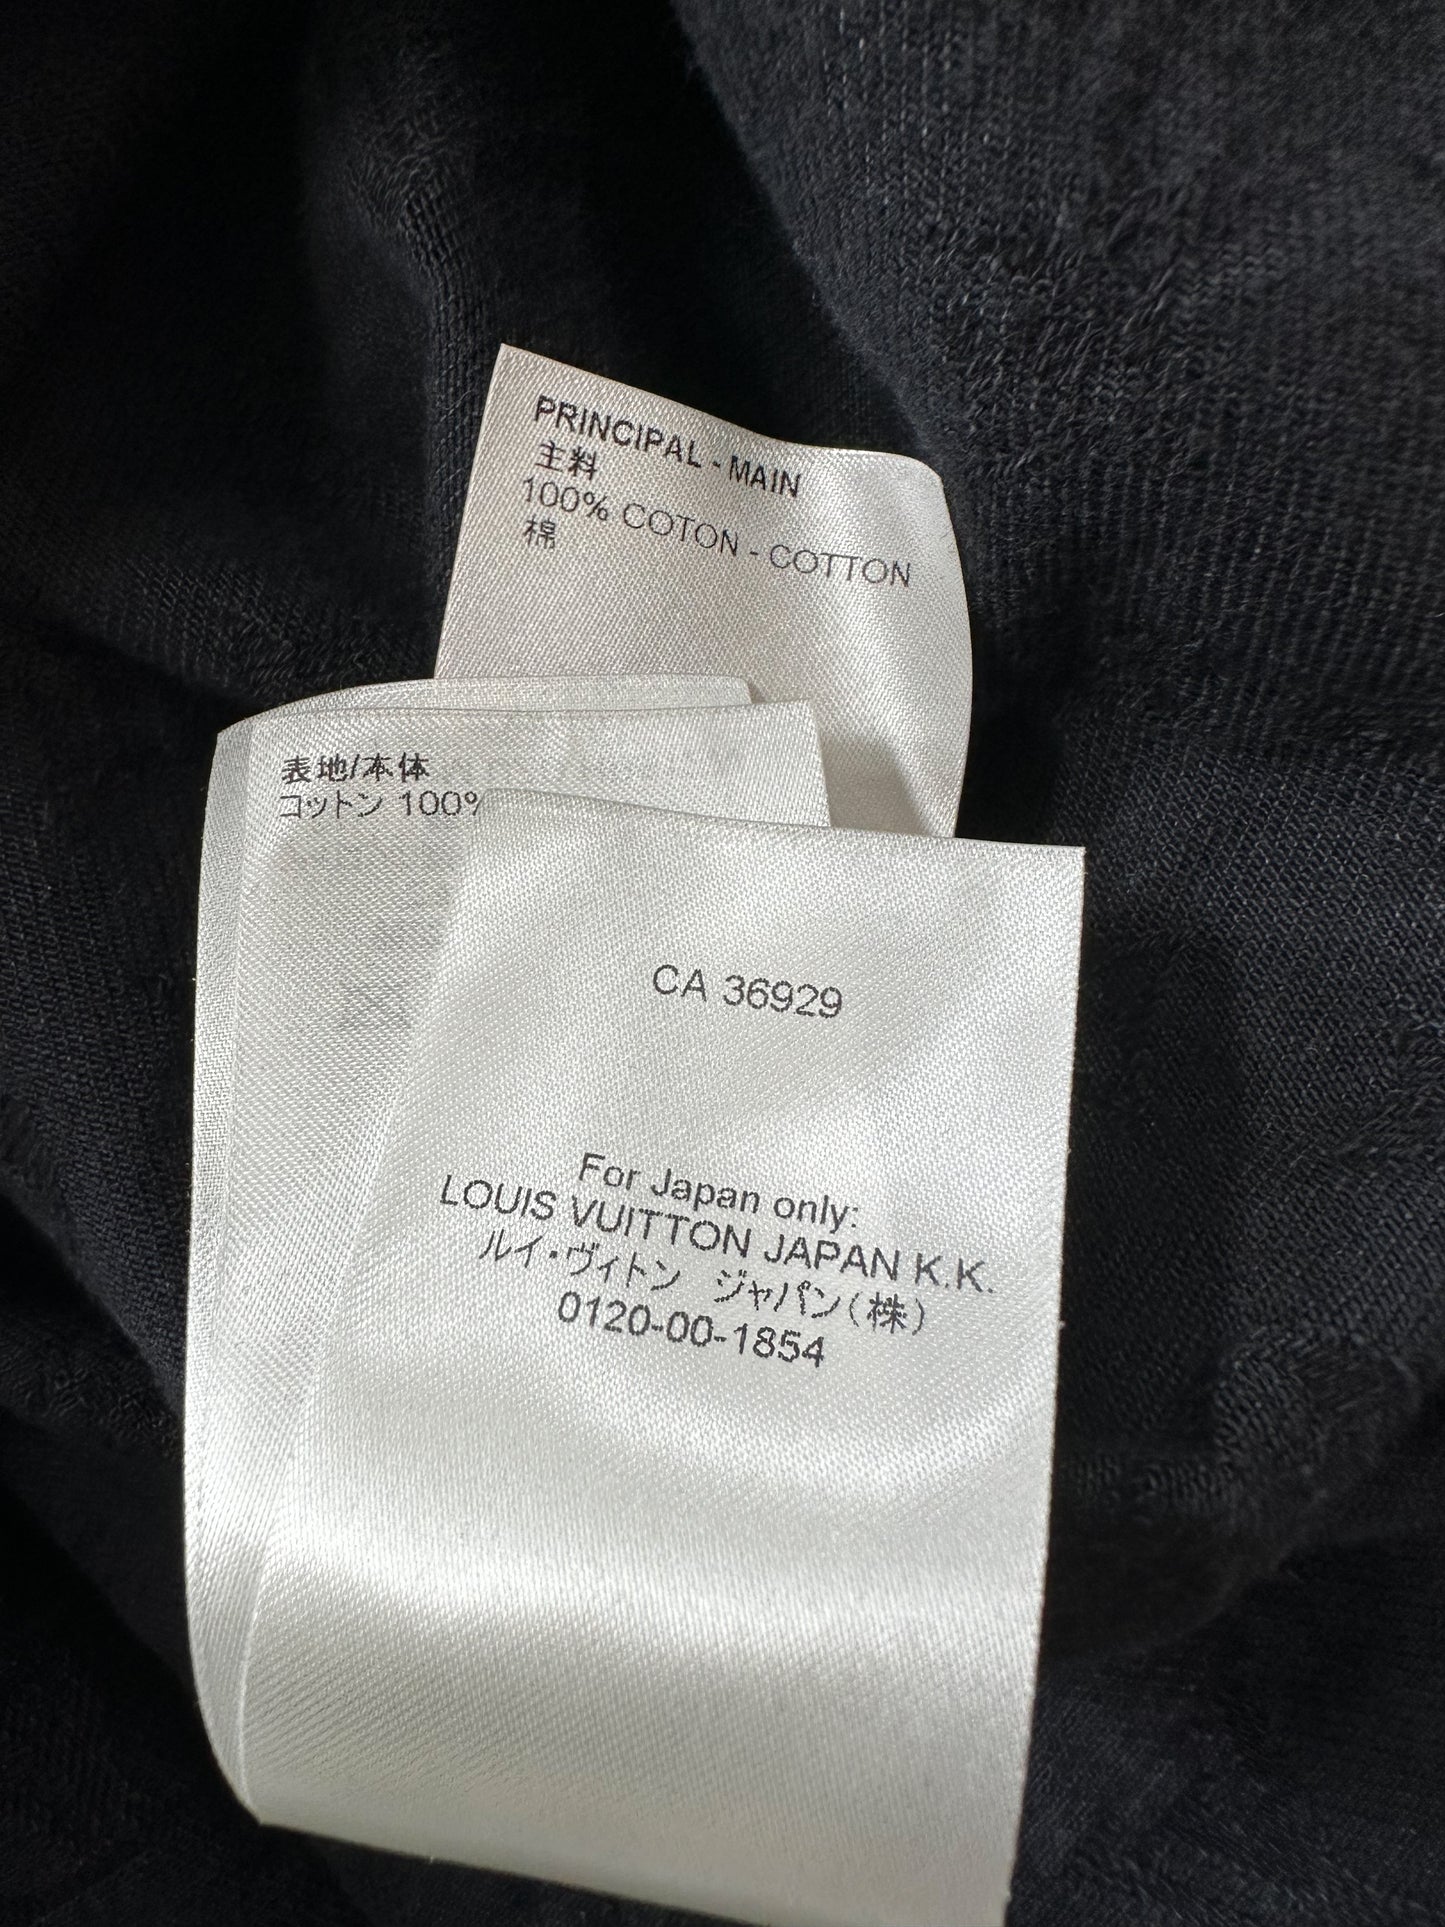 PRINCIPAL - MAIN
主料
100% COTON - COTTON
棉
表地/本体
コットン 100%
CA 36929
For Japan only:
LOUIS VUITTON JAPAN K.K.
ルイ・ヴィトン ジャパン(株)
0120-00-1854